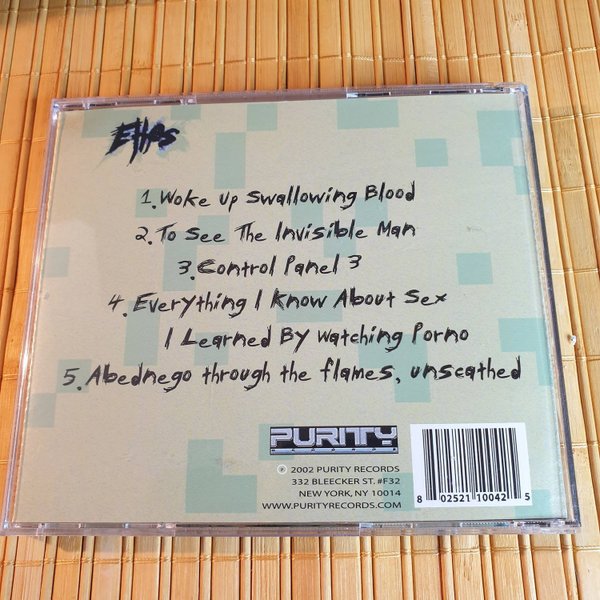 Ethos
1. Woke Up Swallowing Blood
2. To See The Invisible Man
3. Control Panel 3
4. Everything I Know About Sex
I Learned By Watching Porno
5. Abednego through the flames, unscathed
PURITY
RECORDS
℗ 2002 PURITY RECORDS
332 BLEECKER ST. #F32
NEW YORK, NY 10014
WWW.PURITYRECORDS.COM
8 02521 10042 5